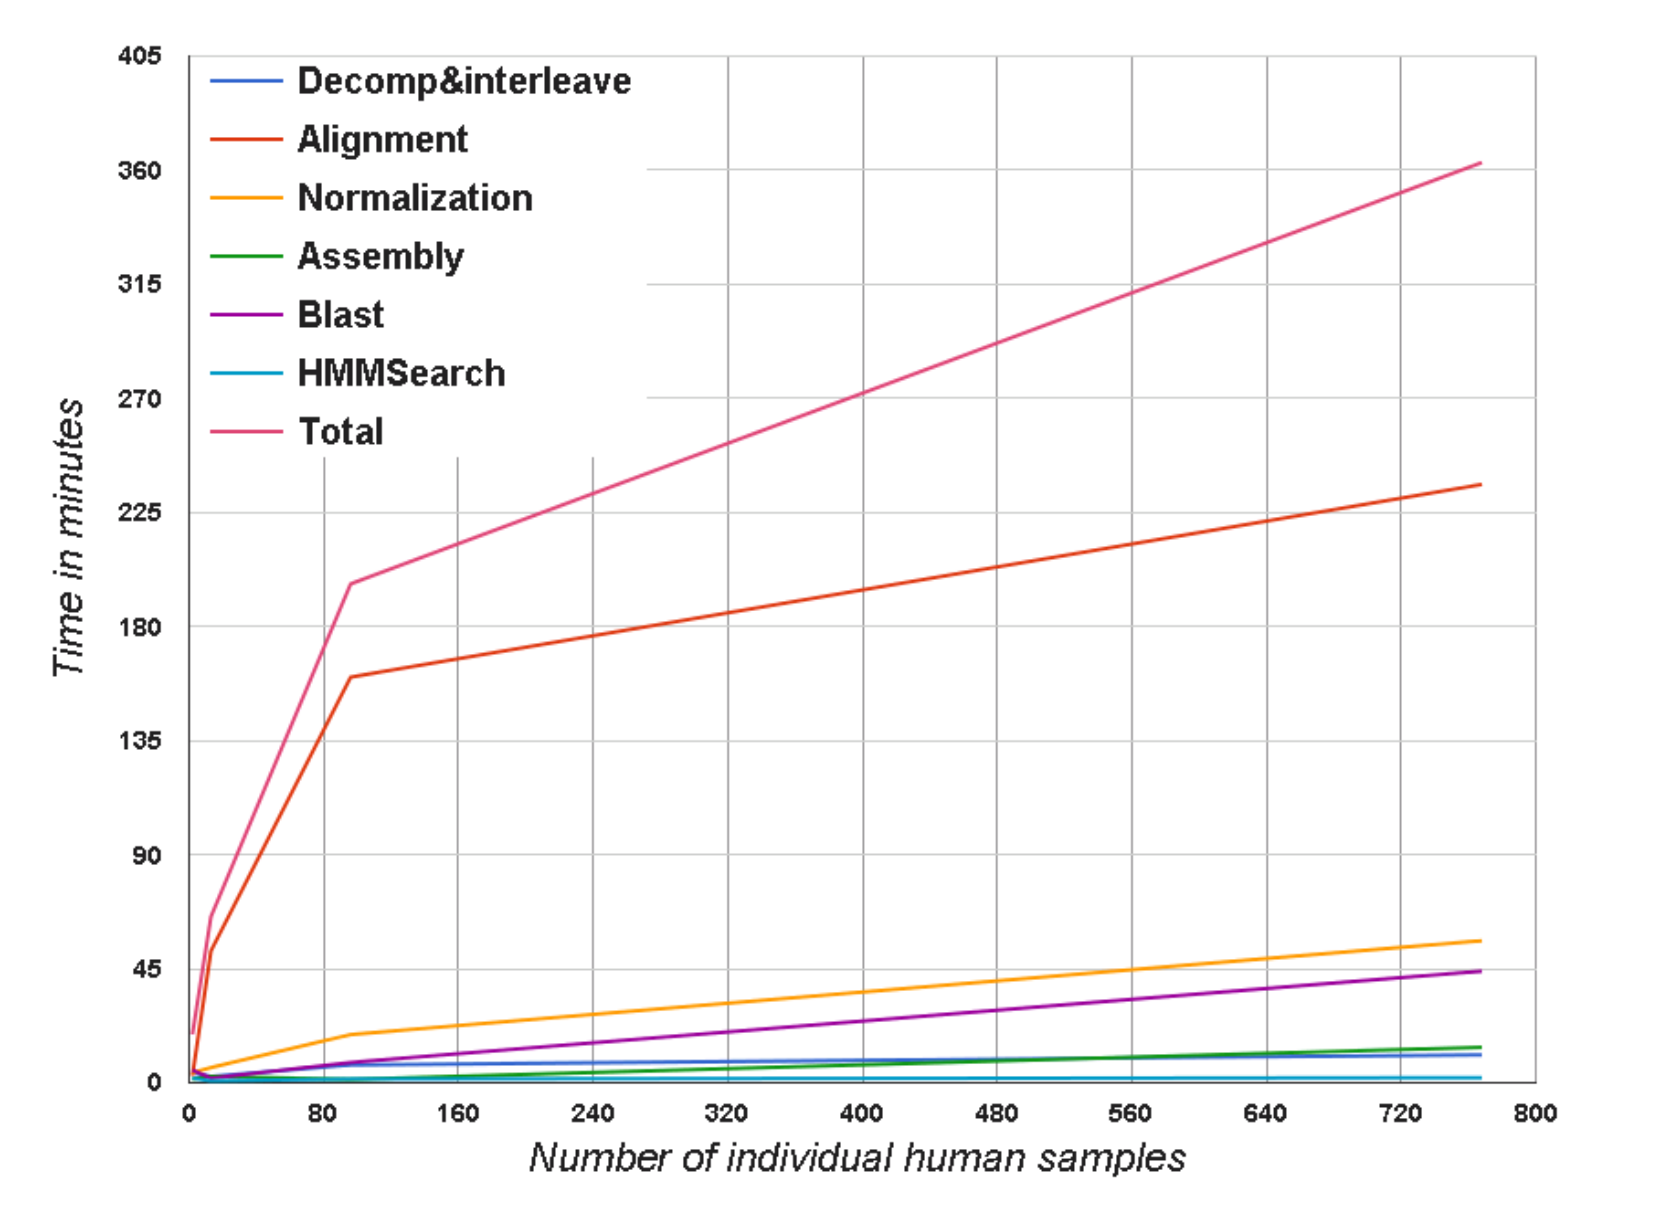 405
Decomp&interleave
Alignment
360
Normalization
Assembly
315
Blast
HMMSearch
270
Total
225
180
135
90
45
0
Time in minutes
0 80 160 240 320 400 480 560 640 720 800
Number of individual human samples